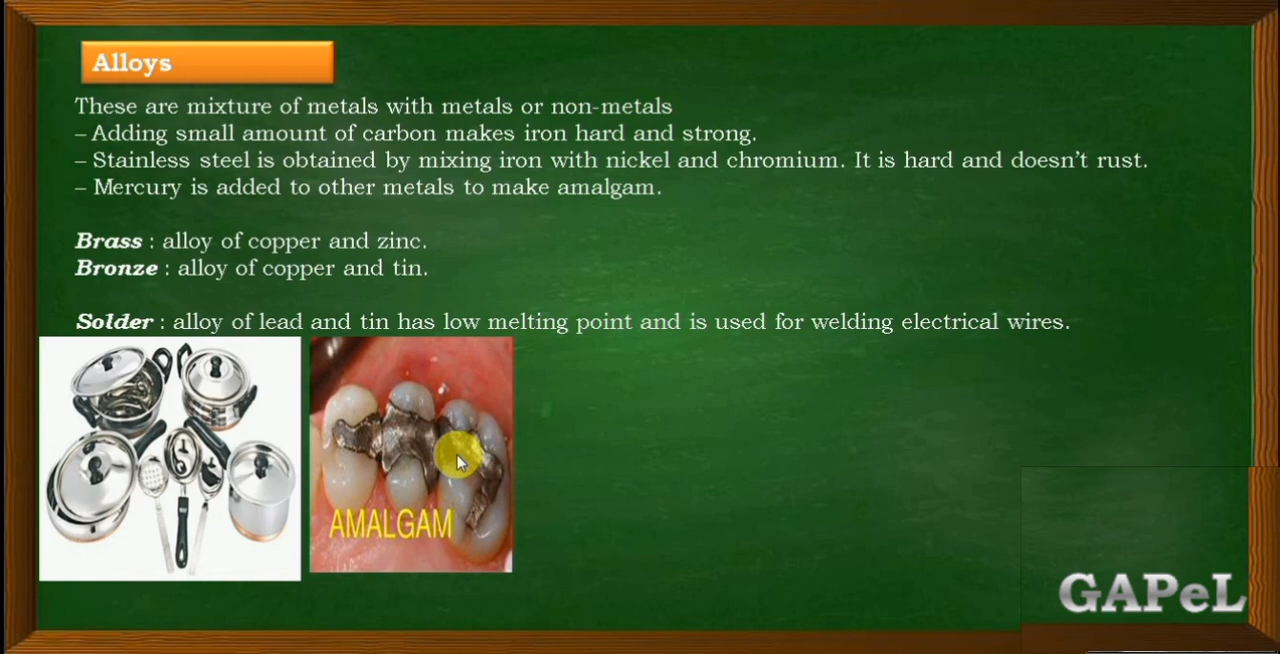 Alloys
These are mixture of metals with metals or non-metals
– Adding small amount of carbon makes iron hard and strong.
– Stainless steel is obtained by mixing iron with nickel and chromium. It is hard and doesn’t rust.
– Mercury is added to other metals to make amalgam.
Brass : alloy of copper and zinc.
Bronze : alloy of copper and tin.
Solder : alloy of lead and tin has low melting point and is used for welding electrical wires.
AMALGAM
GAPeL